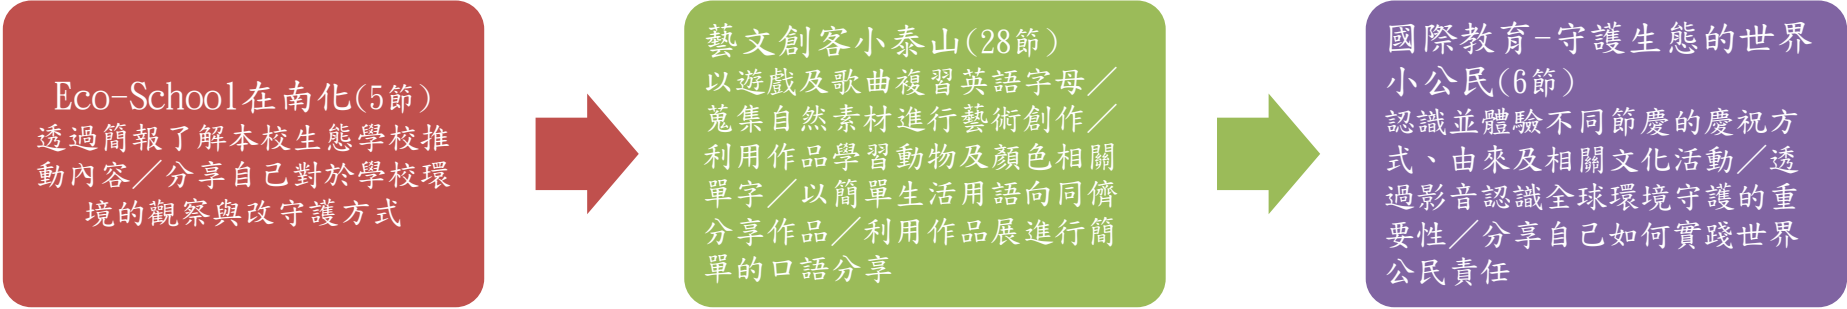 Eco-School在南化(5節)
透過簡報了解本校生態學校推
動內容／分享自己對於學校環
境的觀察與改守護方式
藝文創客小泰山(28節)
以遊戲及歌曲複習英語字母／
蒐集自然素材進行藝術創作／
利用作品學習動物及顏色相關
單字／以簡單生活用語向同儕
分享作品／利用作品展進行簡
單的口語分享
國際教育-守護生態的世界
小公民(6節)
認識並體驗不同節慶的慶祝方
式、由來及相關文化活動／透
過影音認識全球環境守護的重
要性／分享自己如何實踐世界
公民責任